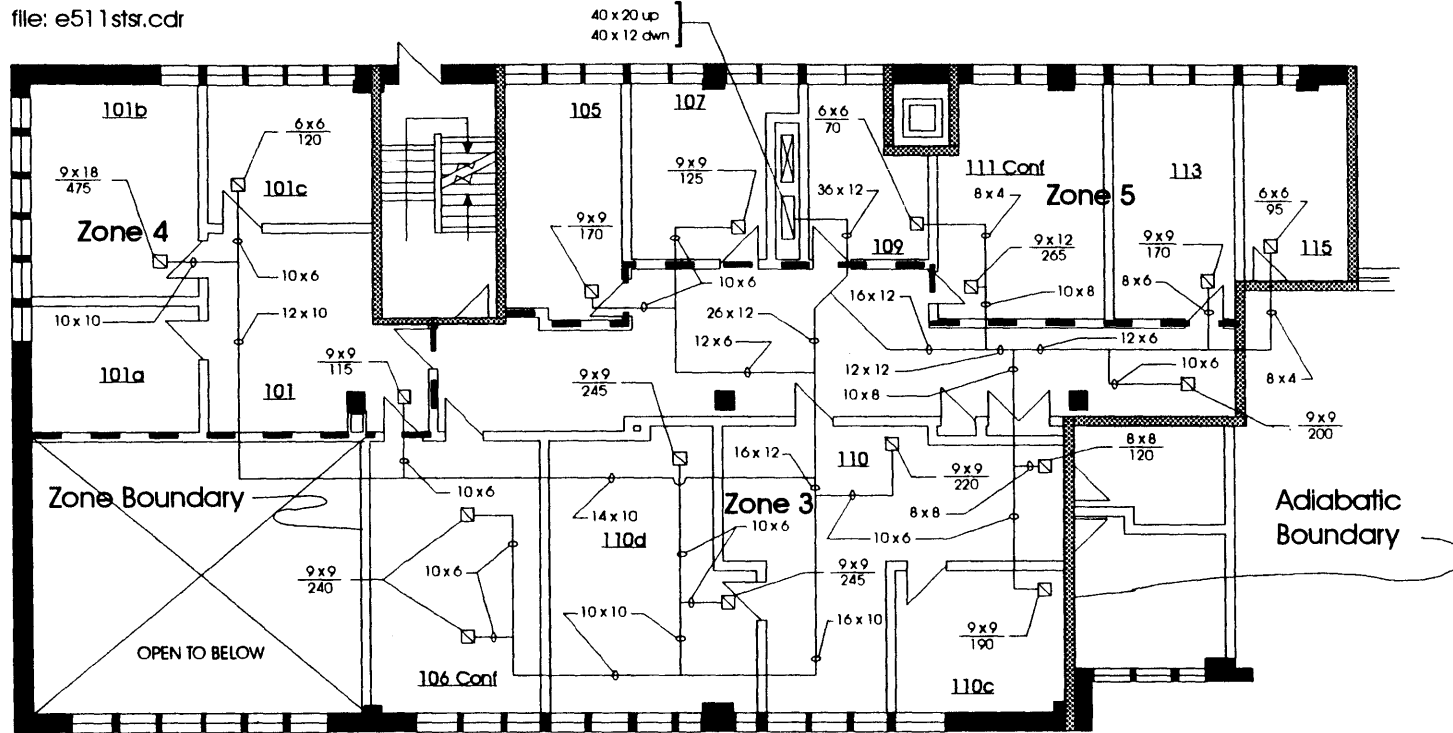 file: e511stsr.cdr
40 x 20 up
40 x 12 dwn
101b
6 x 6
120
105
107
6 x 6
70
9 x 18
475
101c
9 x 9
125
36 x 12
111 Conf
8 x 4
113
Zone 5
6 x 6
95
Zone 4
9 x 9
170
109
9 x 12
265
9 x 9
170
115
10 x 6
10 x 6
10 x 8
8 x 6
10 x 10
12 x 10
16 x 12
26 x 12
12 x 6
12 x 6
9 x 9
115
12 x 12
10 x 6
101a
101
9 x 9
245
10 x 8
8 x 4
9 x 9
200
8 x 8
120
16 x 12
110
9 x 9
220
Zone Boundary
10 x 6
14 x 10
Zone 3
10 x 6
8 x 8
10 x 6
Adiabatic
Boundary
110d
9 x 9
240
10 x 6
9 x 9
245
10 x 10
16 x 10
9 x 9
190
OPEN TO BELOW
106 Conf
110c